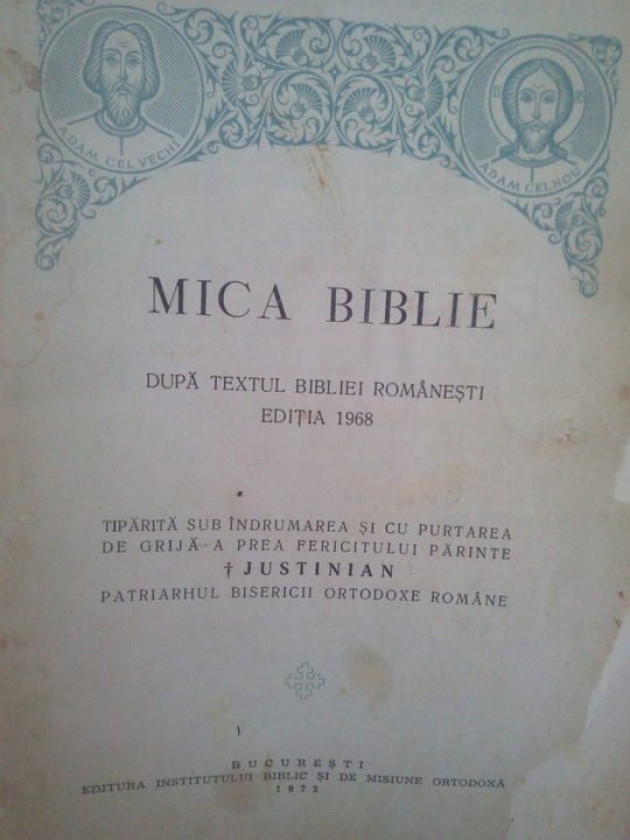 ADAM CEL VECHI
ADAM CEL NOU
MICA BIBLIE
DUPĂ TEXTUL BIBLIEI ROMÂNEȘTI
EDIȚIA 1968
TIPĂRITĂ SUB ÎNDRUMAREA ȘI CU PURTAREA
DE GRIJĂ A PREA FERICITULUI PĂRINTE
† JUSTINIAN
PATRIARHUL BISERICII ORTODOXE ROMÂNE
BUCUREȘTI
EDITURA INSTITUTULUI BIBLIC ȘI DE MISIUNE ORTODOXĂ
1972